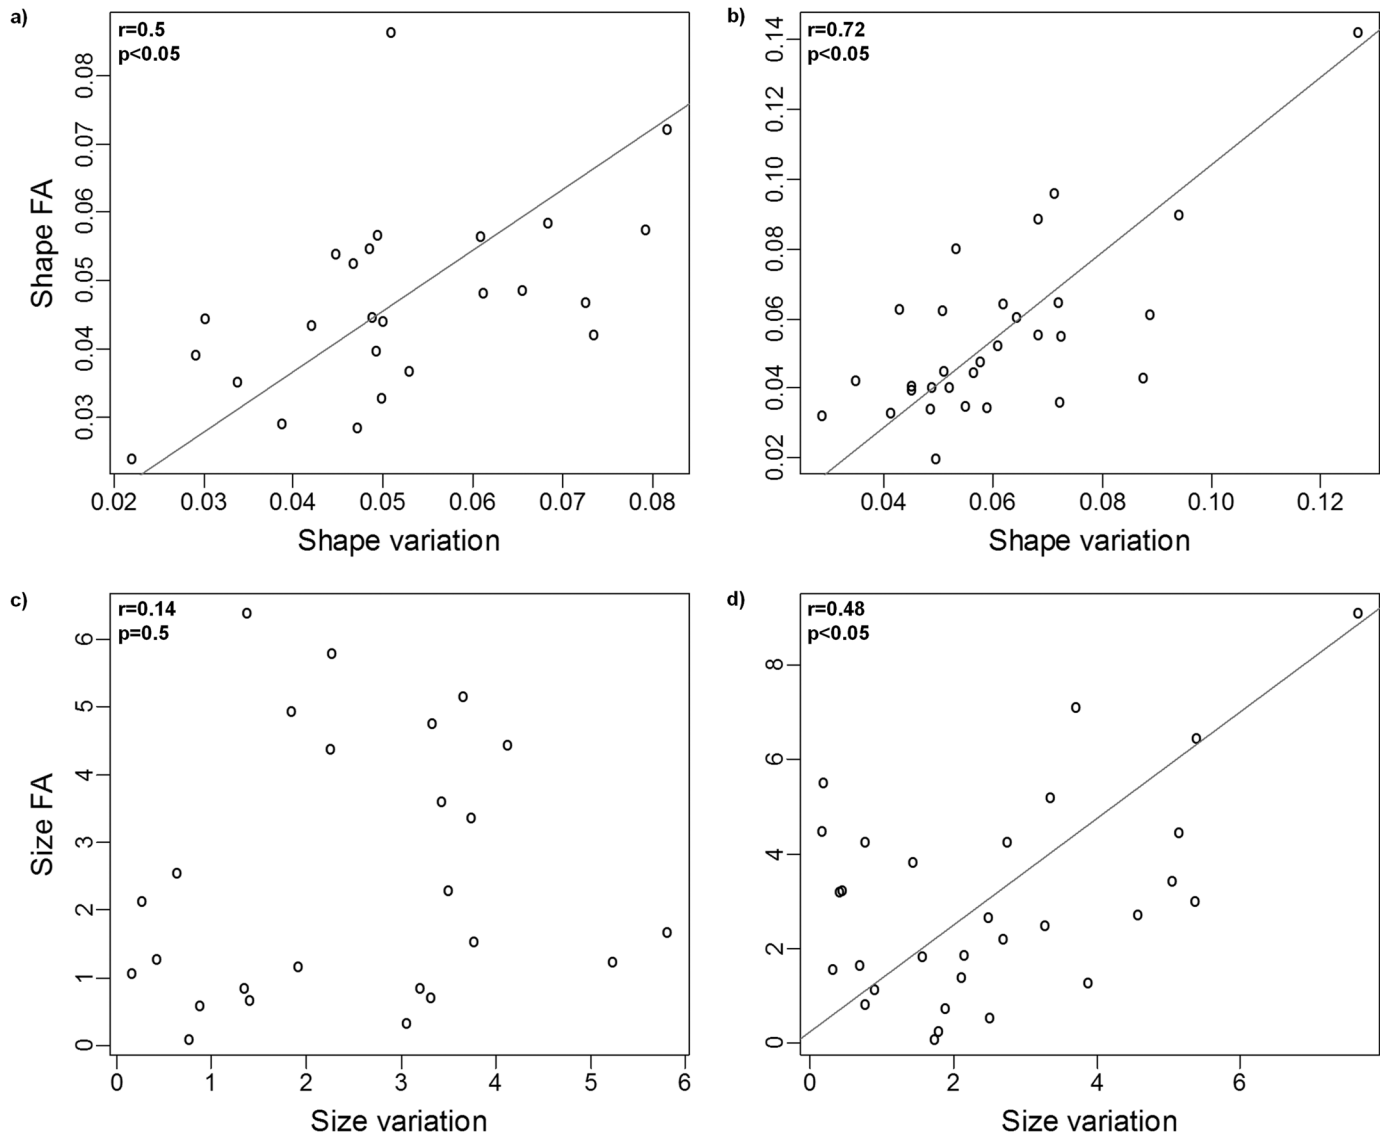 a)
r=0.5
p<0.05
0.08
0.07
0.06
0.05
0.04
0.03
Shape FA
0.02 0.03 0.04 0.05 0.06 0.07 0.08
Shape variation
b)
r=0.72
p<0.05
0.14
0.12
0.10
0.08
0.06
0.04
0.02
0.04 0.06 0.08 0.10 0.12
Shape variation
c)
r=0.14
p=0.5
6
5
4
3
2
1
0
Size FA
0 1 2 3 4 5 6
Size variation
d)
r=0.48
p<0.05
8
6
4
2
0
0 2 4 6
Size variation